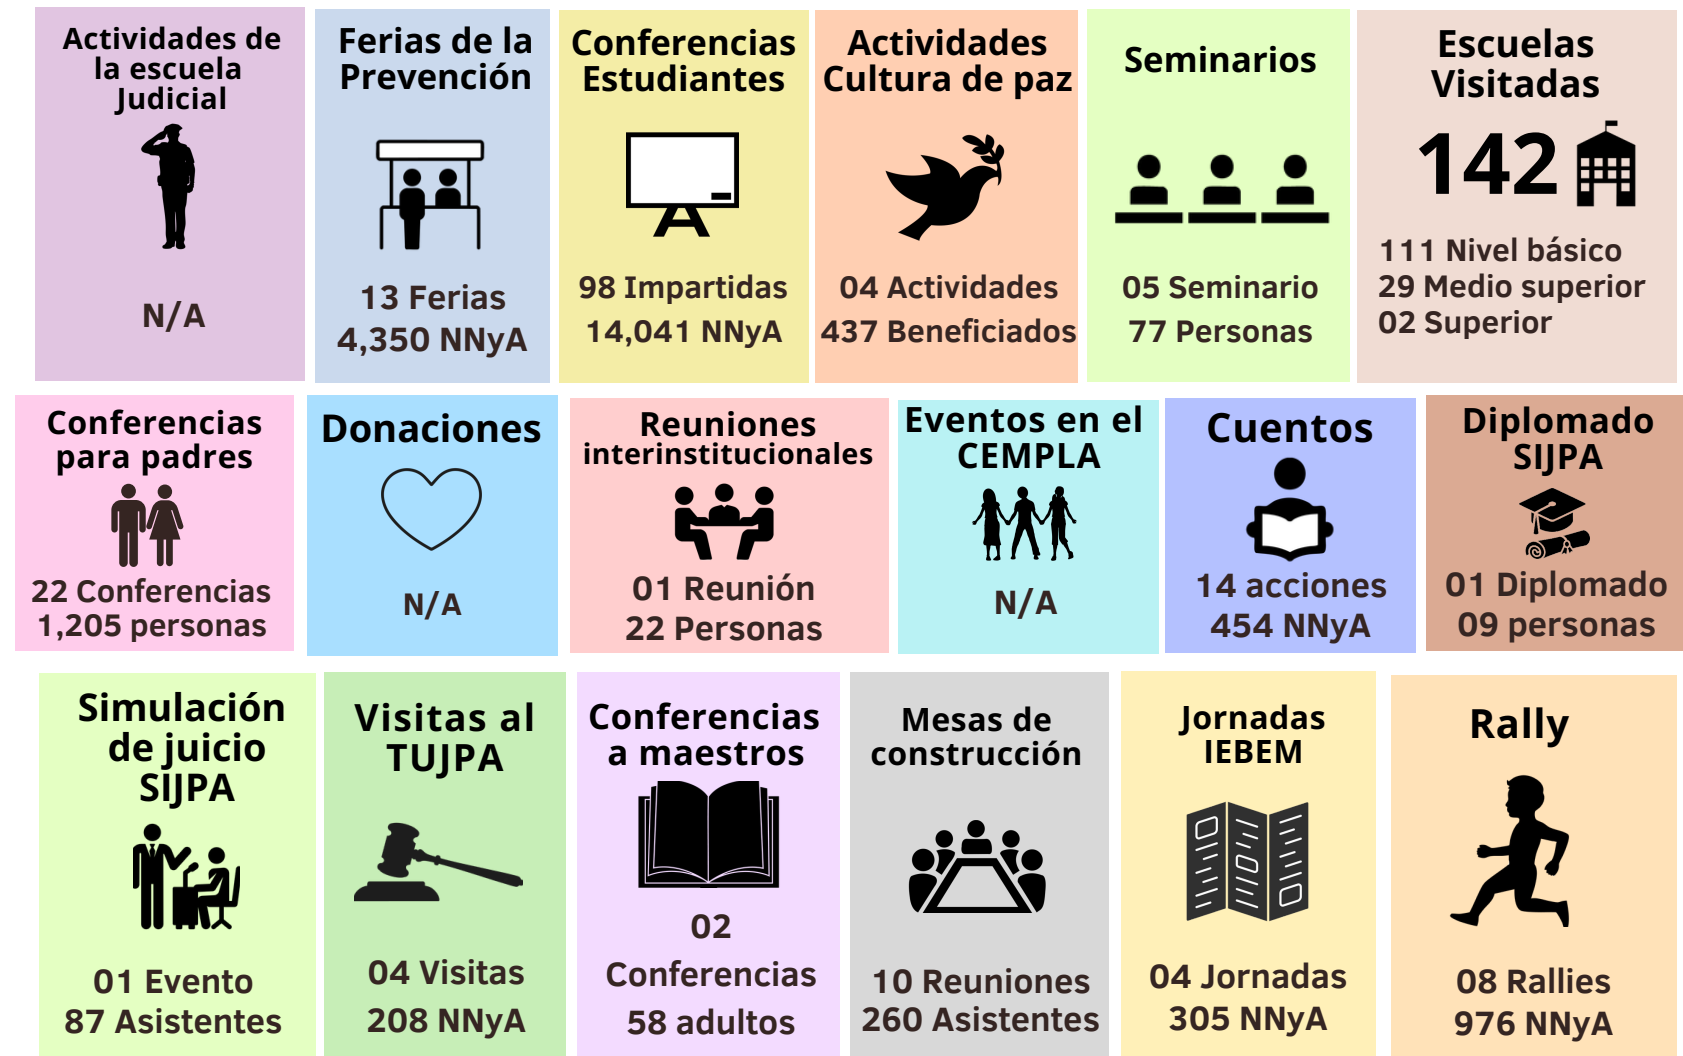 Actividades de
la escuela
Judicial
N/A
Ferias de la
Prevención
13 Ferias
4,350 NNyA
Conferencias
Estudiantes
98 Impartidas
14,041 NNyA
Actividades
Cultura de paz
04 Actividades
437 Beneficiados
Seminarios
05 Seminario
77 Personas
Escuelas
Visitadas
142
111 Nivel básico
29 Medio superior
02 Superior
Conferencias
para padres
22 Conferencias
1,205 personas
Donaciones
N/A
Reuniones
interinstitucionales
01 Reunión
22 Personas
Eventos en el
CEMPLA
N/A
Cuentos
14 acciones
454 NNyA
Diplomado
SIJPA
01 Diplomado
09 personas
Simulación
de juicio
SIJPA
01 Evento
87 Asistentes
Visitas al
TUJPA
04 Visitas
208 NNyA
Conferencias
a maestros
02
Conferencias
58 adultos
Mesas de
construcción
10 Reuniones
260 Asistentes
Jornadas
IEBEM
04 Jornadas
305 NNyA
Rally
08 Rallies
976 NNyA